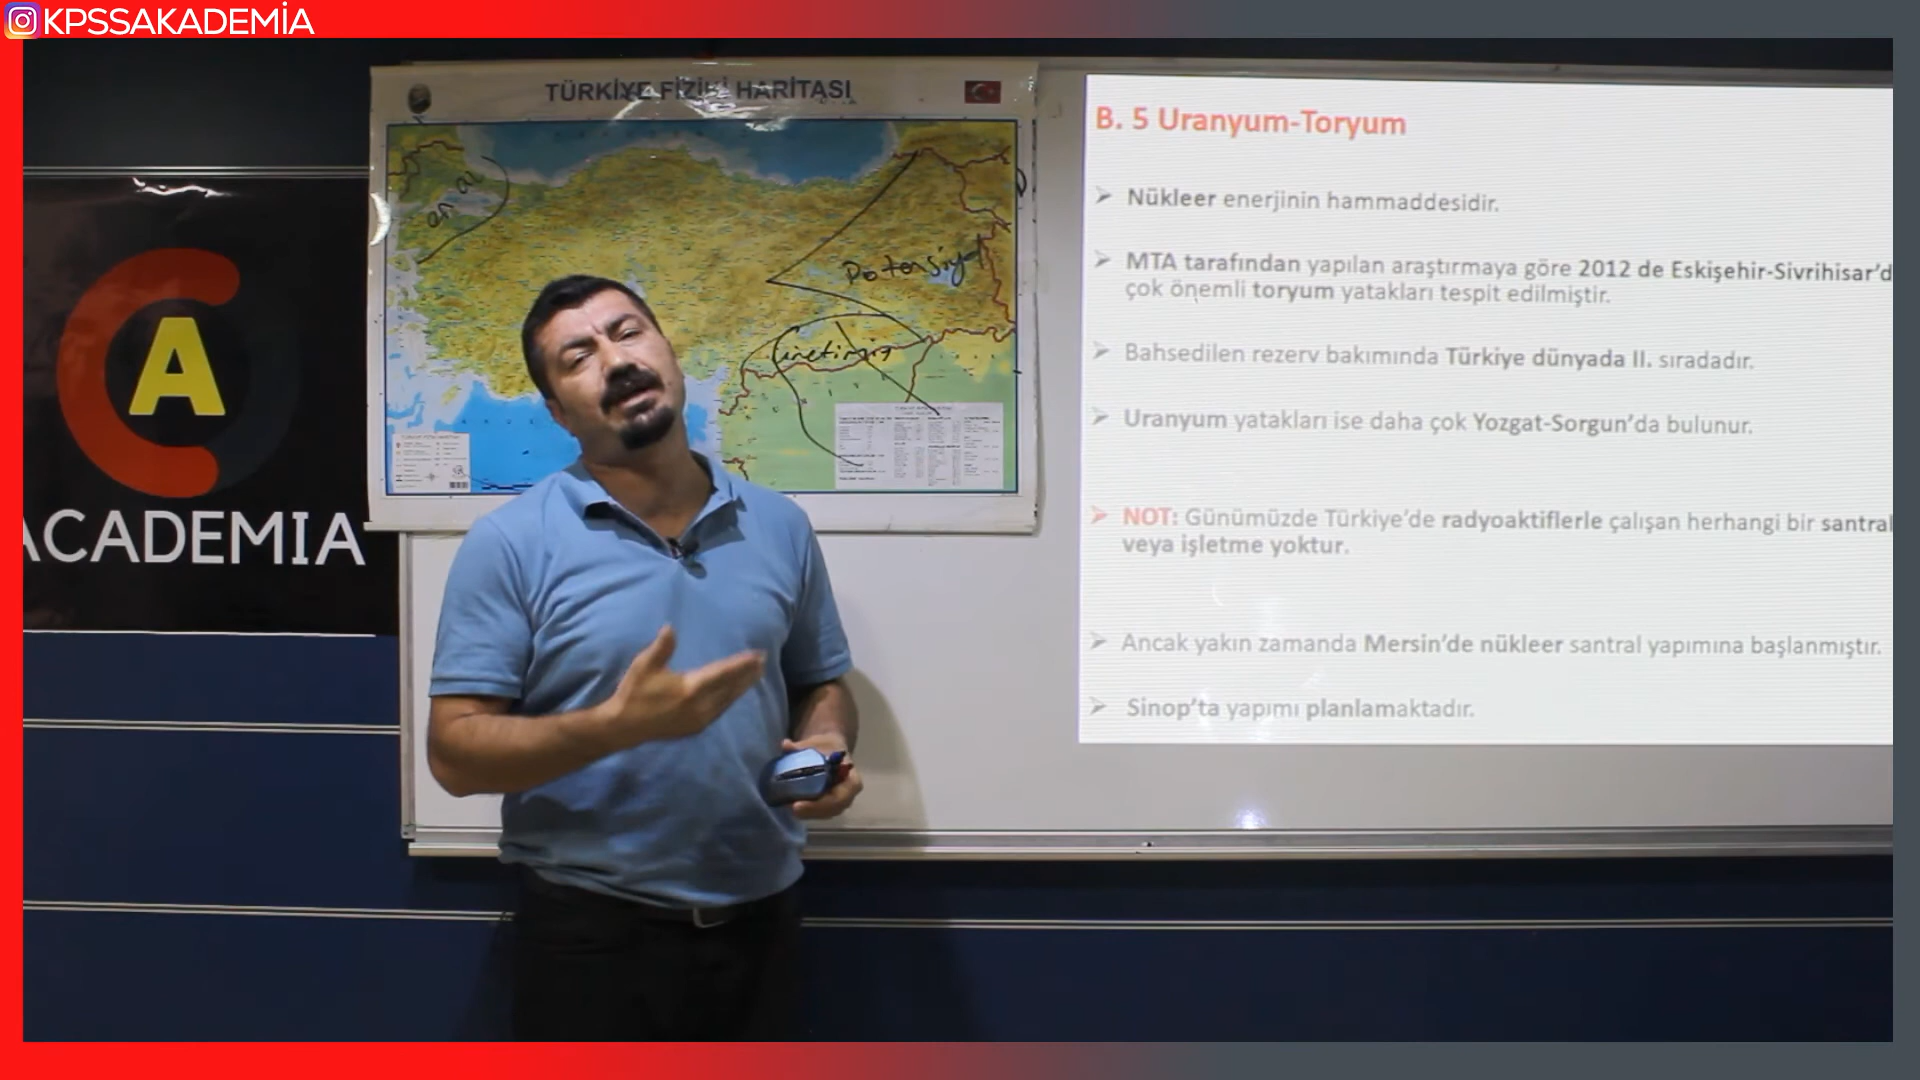 KPSSAKADEMİA
TÜRKİYE FİZİKİ HARİTASI
Potansiyel
A
ACADEMIA
B. 5 Uranyum-Toryum
➢ Nükleer enerjinin hammaddesidir.
➢ MTA tarafından yapılan araştırmaya göre 2012 de Eskişehir-Sivrihisar’d
çok önemli toryum yatakları tespit edilmiştir.
➢ Bahsedilen rezerv bakımında Türkiye dünyada II. sıradadır.
➢ Uranyum yatakları ise daha çok Yozgat-Sorgun’da bulunur.
➢ NOT: Günümüzde Türkiye’de radyoaktiflerle çalışan herhangi bir santral
veya işletme yoktur.
➢ Ancak yakın zamanda Mersin’de nükleer santral yapımına başlanmıştır.
➢ Sinop’ta yapımı planlamaktadır.